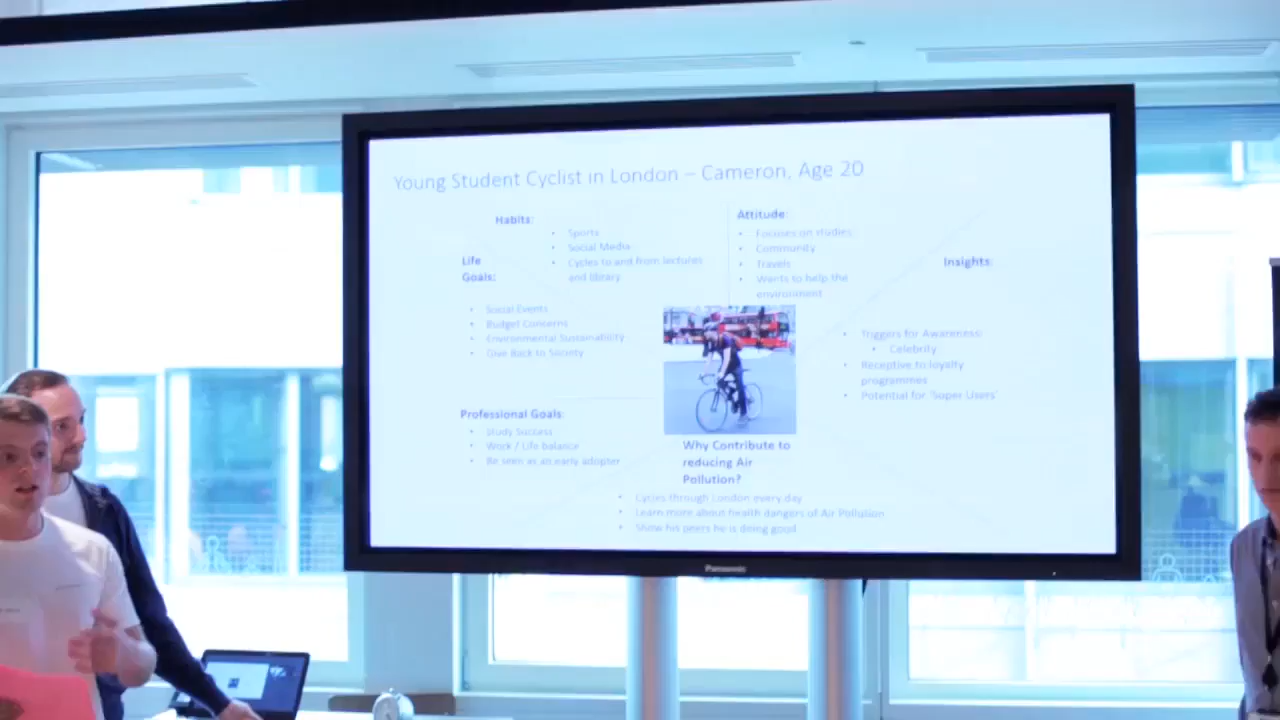 Young Student Cyclist in London – Cameron, Age 20
Habits:
• Sports
• Social Media
• Cycles to and from lectures
and library
Attitude:
• Focuses on studies
• Community
• Travels
• Wants to help the
environment
Life
Goals:
• Social Events
• Budget Concerns
• Environmental Sustainability
• Give Back to Society
Insights:
• Triggers for Awareness:
• Celebrity
• Receptive to loyalty
programmes
• Potential for 'Super Users'
Professional Goals:
• Study Success
• Work / Life balance
• Be seen as an early adopter
Why Contribute to
reducing Air
Pollution?
• Cycles through London every day
• Learn more about health dangers of Air Pollution
• Show his peers he is doing good
Panasonic